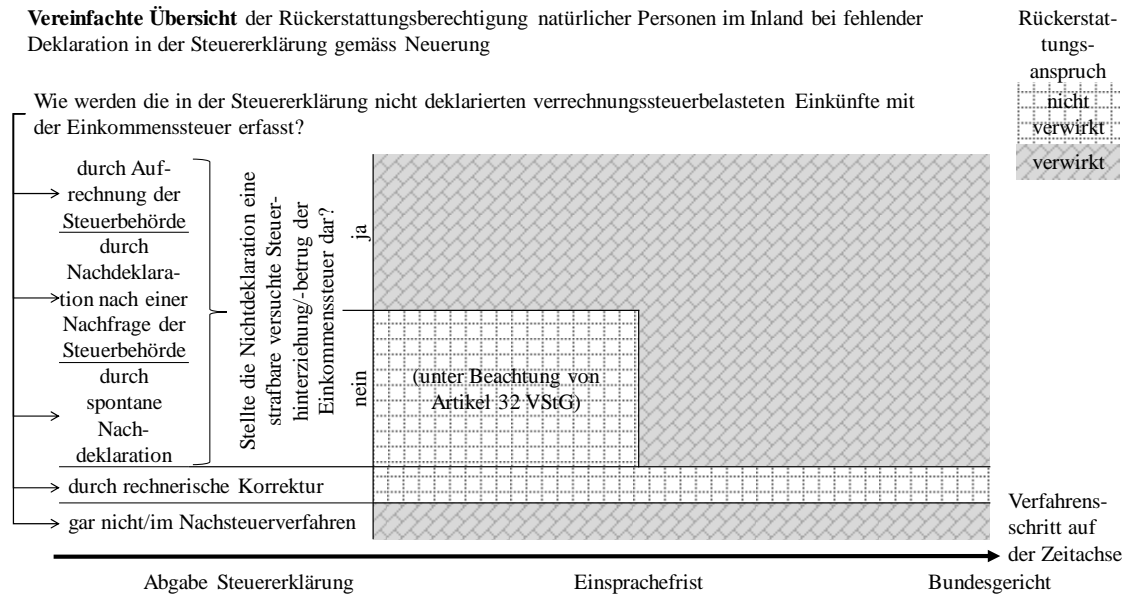 Vereinfachte Übersicht der Rückerstattungsberechtigung natürlicher Personen im Inland bei fehlender
Deklaration in der Steuererklärung gemäss Neuerung
Rückerstat-
tungs-
anspruch
nicht
verwirkt
verwirkt
Wie werden die in der Steuererklärung nicht deklarierten verrechnungssteuerbelasteten Einkünfte mit
der Einkommenssteuer erfasst?
durch Auf-
rechnung der
Steuerbehörde
durch
Nachdeklara-
tion nach einer
Nachfrage der
Steuerbehörde
durch
spontane
Nach-
deklaration
Stellte die Nichtdeklaration eine
strafbare versuchte Steuer-
hinterziehung/-betrug der
Einkommenssteuer dar?
ja
nein
(unter Beachtung von
Artikel 32 VStG)
durch rechnerische Korrektur
gar nicht/im Nachsteuerverfahren
Verfahrens-
schritt auf
der Zeitachse
Abgabe Steuererklärung
Einsprachefrist
Bundesgericht